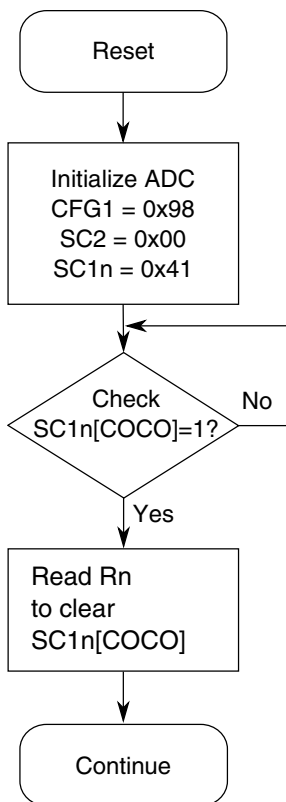 Reset
Initialize ADC
CFG1 = 0x98
SC2 = 0x00
SC1n = 0x41
Check
SC1n[COCO]=1?
No
Yes
Read Rn
to clear
SC1n[COCO]
Continue